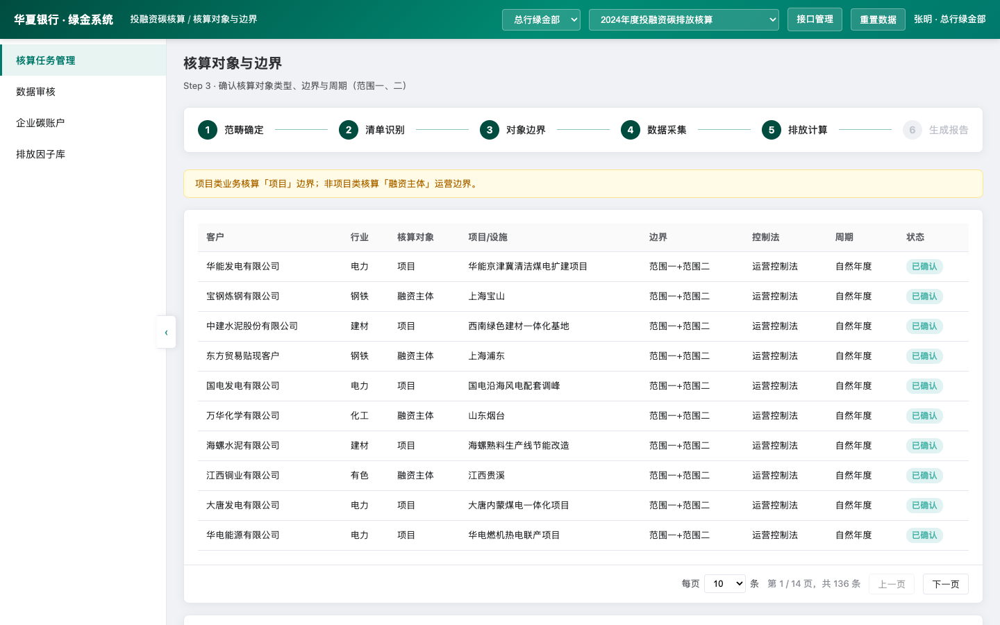 华夏银行 · 绿金系统 投融资碳核算 / 核算对象与边界 总行绿金部 2024年度投融资碳排放核算 接口管理 重置数据 张明 · 总行绿金部
核算任务管理
数据审核
企业碳账户
排放因子库
‹
核算对象与边界
Step 3 · 确认核算对象类型、边界与周期（范围一、二）
1 范畴确定 2 清单识别 3 对象边界 4 数据采集 5 排放计算 6 生成报告
项目类业务核算「项目」边界；非项目类核算「融资主体」运营边界。
客户 行业 核算对象 项目/设施 边界 控制法 周期 状态
华能发电有限公司 电力 项目 华能京津冀清洁煤电扩建项目 范围一+范围二 运营控制法 自然年度 已确认
宝钢炼钢有限公司 钢铁 融资主体 上海宝山 范围一+范围二 运营控制法 自然年度 已确认
中建水泥股份有限公司 建材 项目 西南绿色建材一体化基地 范围一+范围二 运营控制法 自然年度 已确认
东方贸易贴现客户 钢铁 融资主体 上海浦东 范围一+范围二 运营控制法 自然年度 已确认
国电发电有限公司 电力 项目 国电沿海风电配套调峰 范围一+范围二 运营控制法 自然年度 已确认
万华化学有限公司 化工 融资主体 山东烟台 范围一+范围二 运营控制法 自然年度 已确认
海螺水泥有限公司 建材 项目 海螺熟料生产线节能改造 范围一+范围二 运营控制法 自然年度 已确认
江西铜业有限公司 有色 融资主体 江西贵溪 范围一+范围二 运营控制法 自然年度 已确认
大唐发电有限公司 电力 项目 大唐内蒙煤电一体化项目 范围一+范围二 运营控制法 自然年度 已确认
华电能源有限公司 电力 项目 华电燃机热电联产项目 范围一+范围二 运营控制法 自然年度 已确认
每页 10 条 第 1 / 14 页，共 136 条 上一页 下一页